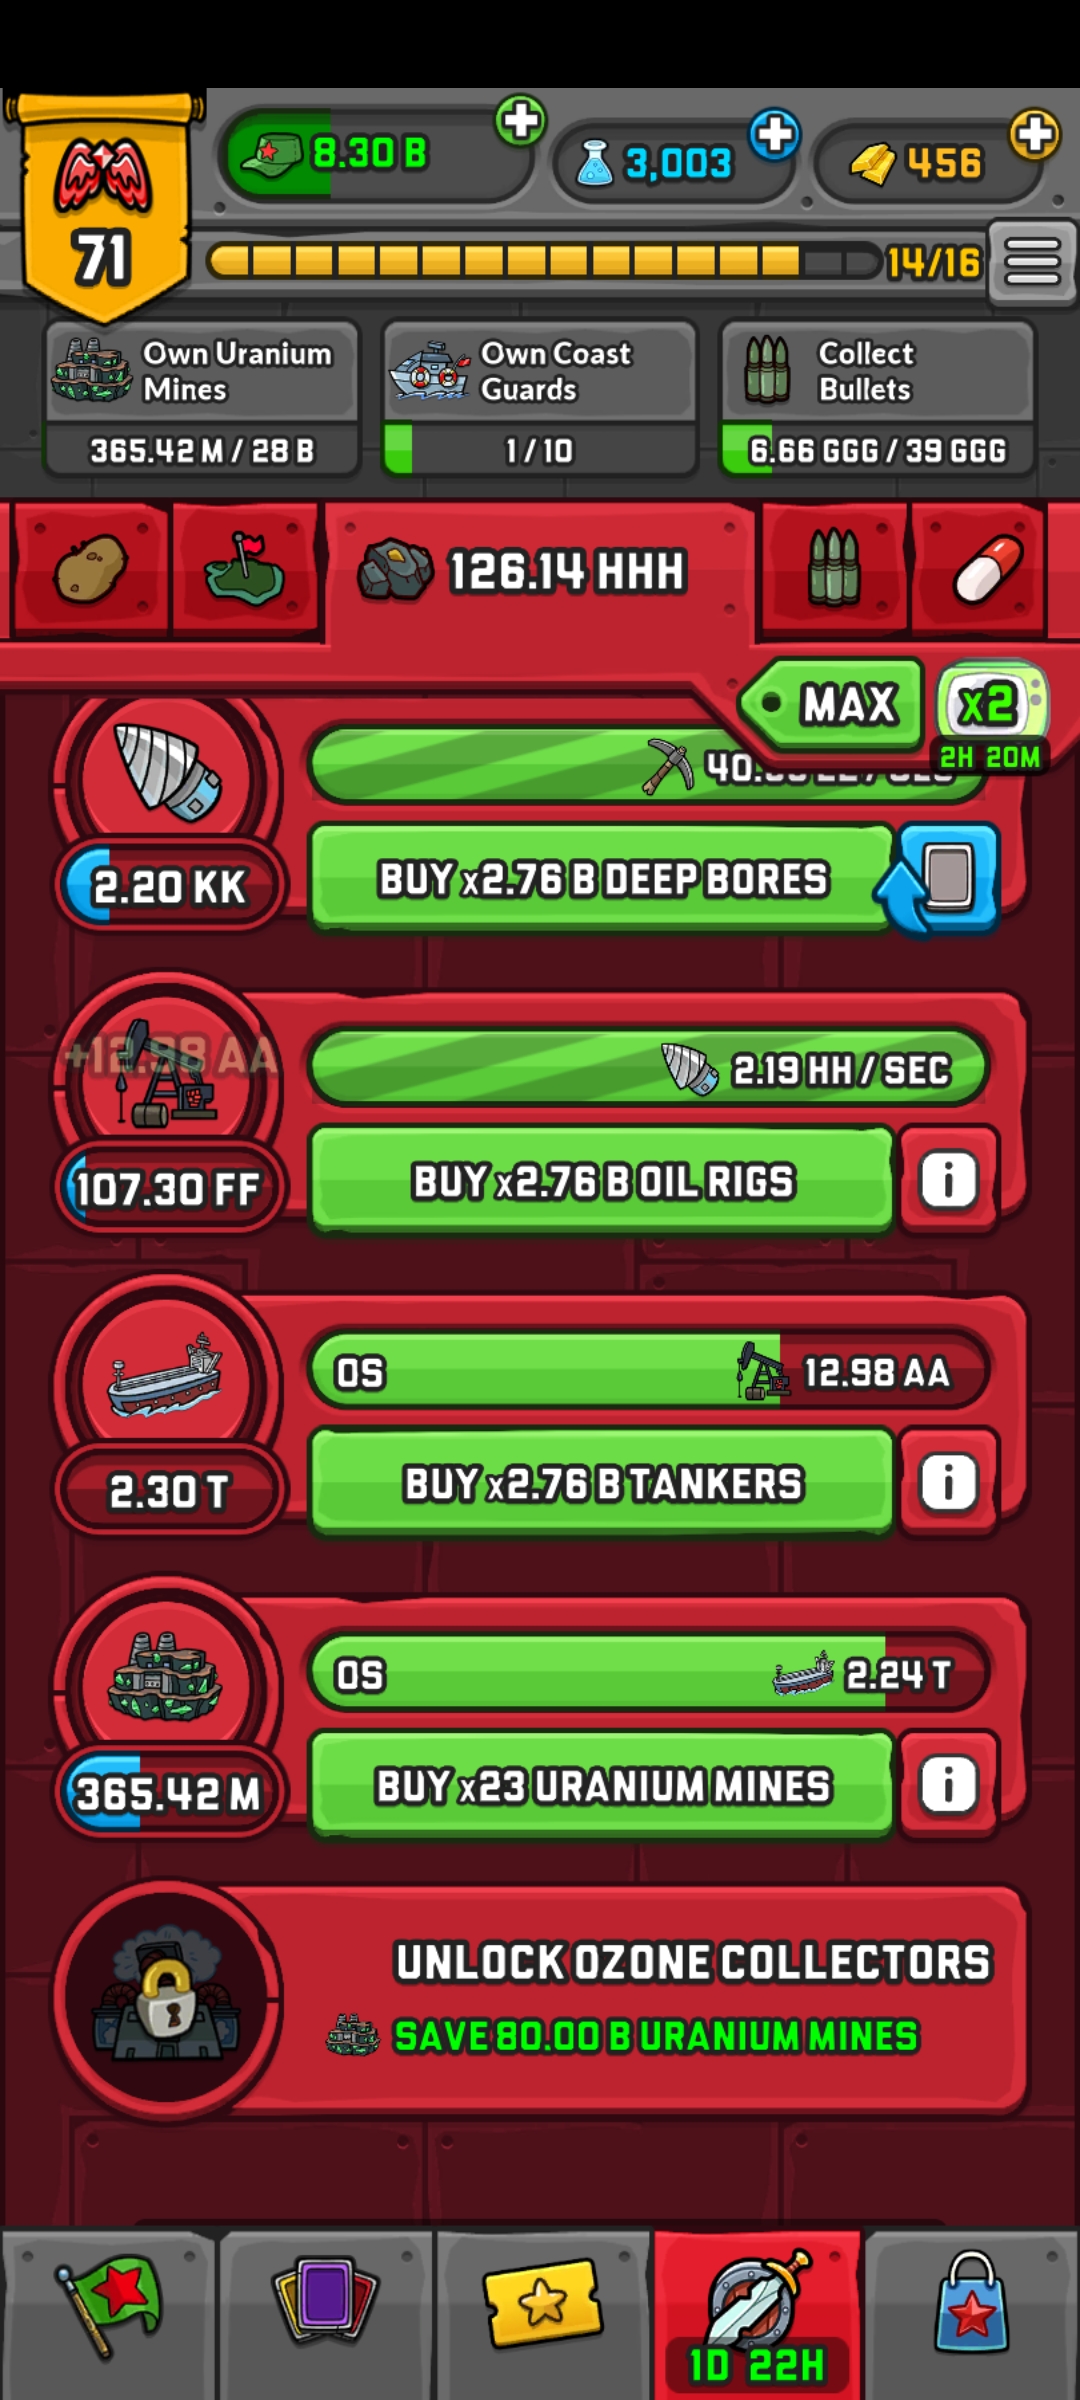 8.30 B
3,003
456
71
14/16
Own Uranium
Mines
365.42 M / 28 B
Own Coast
Guards
1 / 10
Collect
Bullets
6.66 GGG / 39 GGG
126.14 HHH
MAX
x2
2H 20M
2.20 KK
BUY x2.76 B DEEP BORES
+12.98 AA
2.19 HH / SEC
107.30 FF
BUY x2.76 B OIL RIGS
0S
12.98 AA
2.30 T
BUY x2.76 B TANKERS
0S
2.24 T
365.42 M
BUY x23 URANIUM MINES
UNLOCK OZONE COLLECTORS
SAVE 80.00 B URANIUM MINES
1D 22H